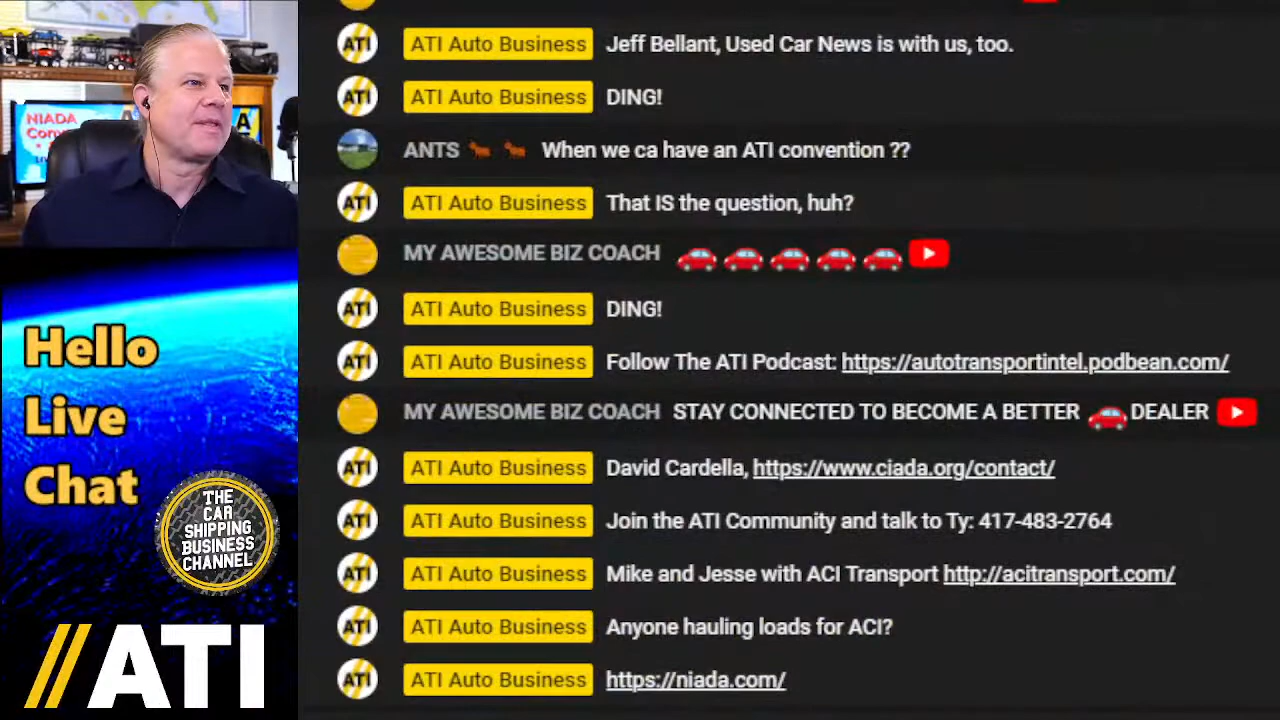 ATI Auto Business Jeff Bellant, Used Car News is with us, too.
ATI Auto Business DING!
ANTS 🐜 🐜 When we ca have an ATI convention ??
ATI Auto Business That IS the question, huh?
MY AWESOME BIZ COACH 🚗🚗🚗🚗🚗
ATI Auto Business DING!
ATI Auto Business Follow The ATI Podcast: https://autotransportintel.podbean.com/
MY AWESOME BIZ COACH STAY CONNECTED TO BECOME A BETTER 🚗 DEALER
ATI Auto Business David Cardella, https://www.ciada.org/contact/
ATI Auto Business Join the ATI Community and talk to Ty: 417-483-2764
ATI Auto Business Mike and Jesse with ACI Transport http://acitransport.com/
ATI Auto Business Anyone hauling loads for ACI?
ATI Auto Business https://niada.com/
NIADA
Hello
Live
Chat
THE
CAR
SHIPPING
BUSINESS
CHANNEL
//ATI